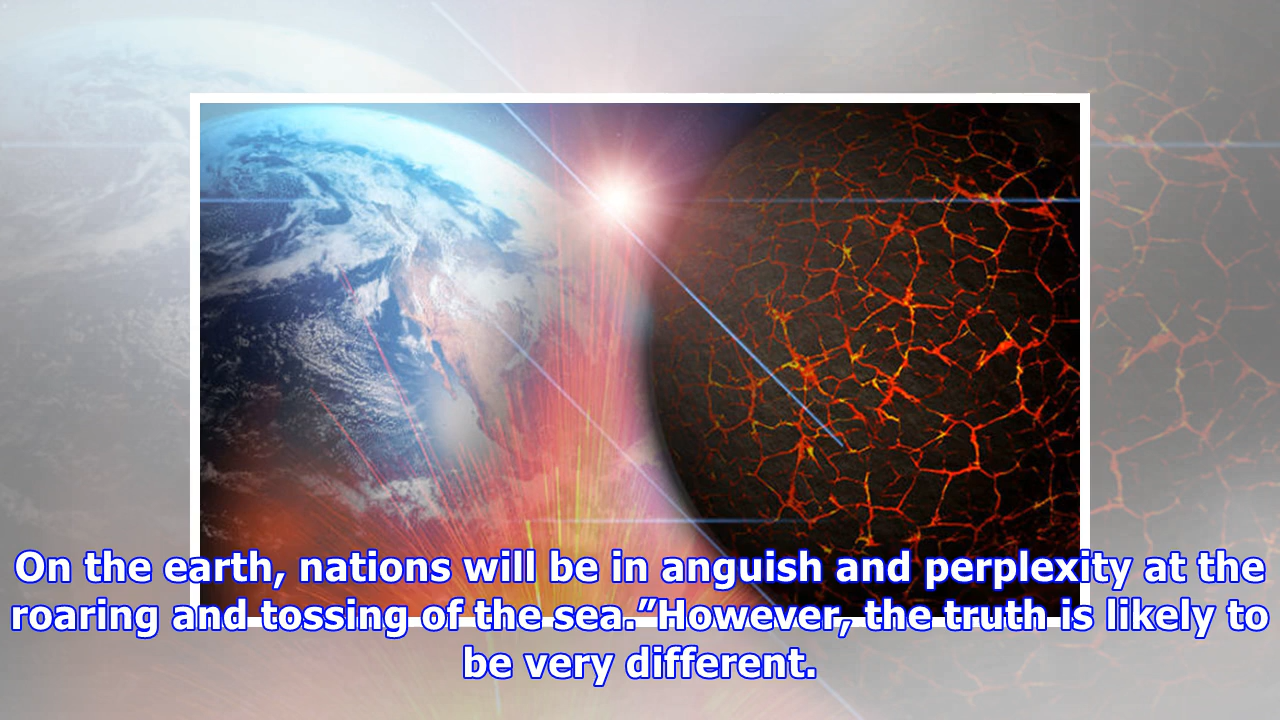 On the earth, nations will be in anguish and perplexity at the
roaring and tossing of the sea.”However, the truth is likely to
be very different.